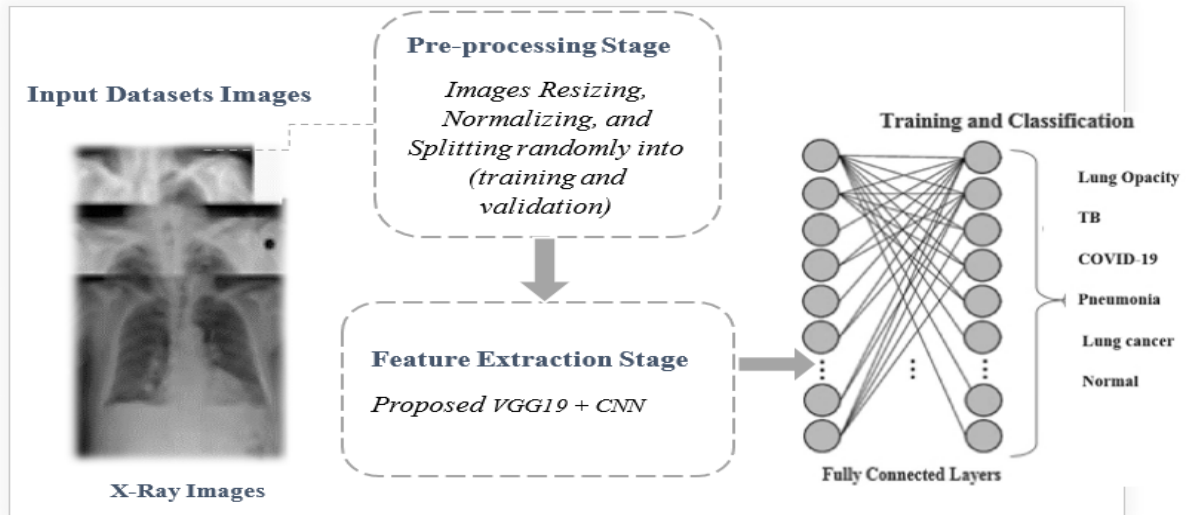 Input Datasets Images
X-Ray Images
Pre-processing Stage
Images Resizing,
Normalizing, and
Splitting randomly into
(training and
validation)
Feature Extraction Stage
Proposed VGG19 + CNN
Training and Classification
Lung Opacity
TB
COVID-19
Pneumonia
Lung cancer
Normal
Fully Connected Layers